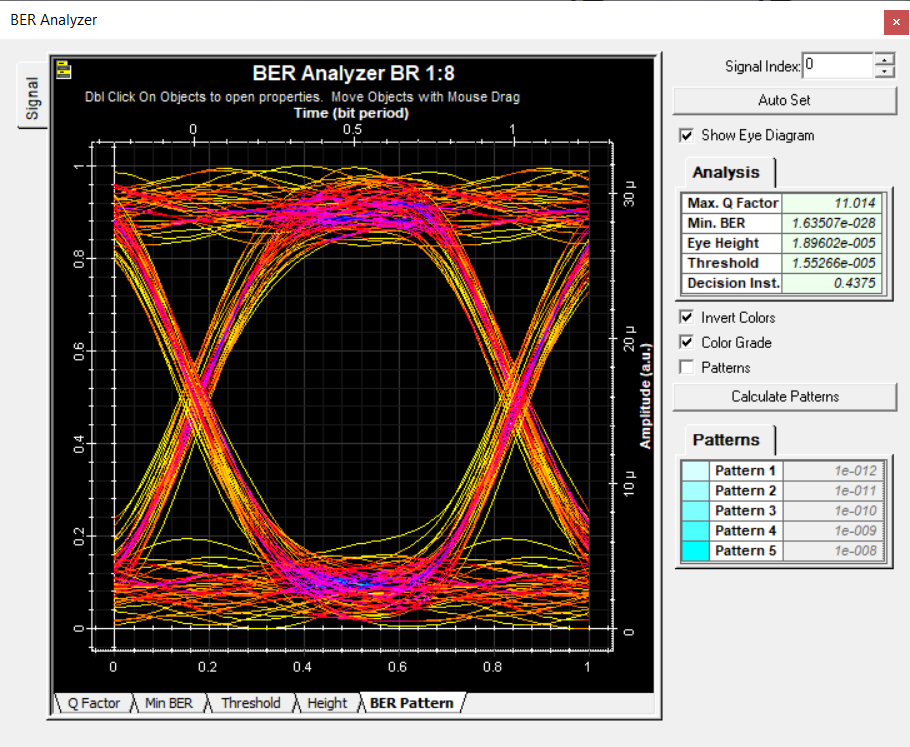 BER Analyzer
Signal
BER Analyzer BR 1:8
Dbl Click On Objects to open properties. Move Objects with Mouse Drag
Time (bit period)
0 0.5 1
1
0.8
0.6
0.4
0.2
0
30 μ
20 μ
10 μ
0
Amplitude (a.u.)
0 0.2 0.4 0.6 0.8 1
Q Factor Min BER Threshold Height BER Pattern
Signal Index: 0
Auto Set
Show Eye Diagram
Analysis
Max. Q Factor 11.014
Min. BER 1.63507e-028
Eye Height 1.89602e-005
Threshold 1.55266e-005
Decision Inst. 0.4375
Invert Colors
Color Grade
Patterns
Calculate Patterns
Patterns
Pattern 1 1e-012
Pattern 2 1e-011
Pattern 3 1e-010
Pattern 4 1e-009
Pattern 5 1e-008